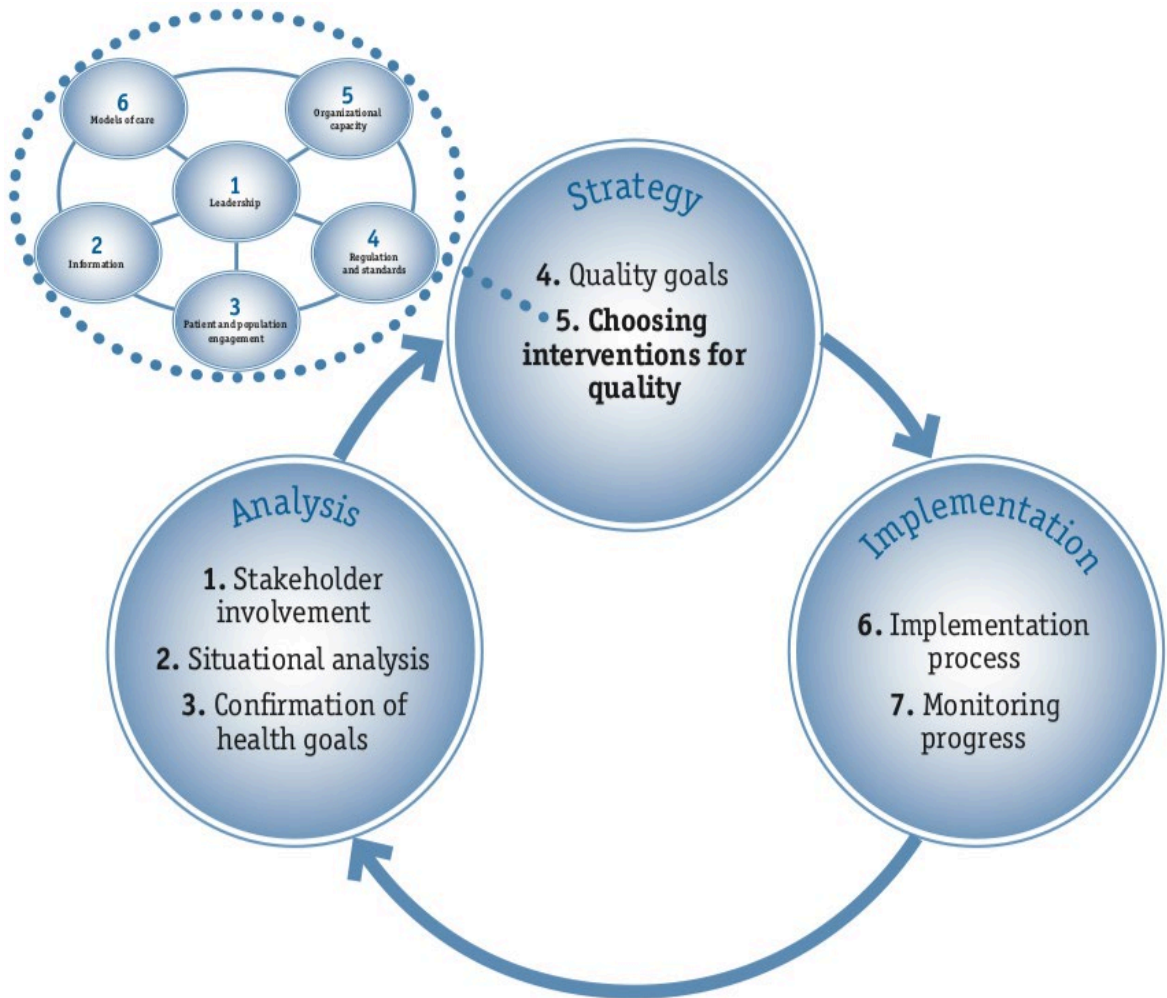 6
Models of care
5
Organizational
capacity
1
Leadership
2
Information
4
Regulation
and standards
3
Patient and population
engagement
Strategy
4. Quality goals
5. Choosing
interventions for
quality
Analysis
1. Stakeholder
involvement
2. Situational analysis
3. Confirmation of
health goals
Implementation
6. Implementation
process
7. Monitoring
progress